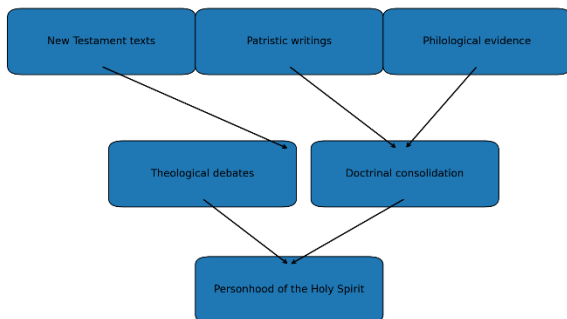 New Testament texts
Patristic writings
Philological evidence
Theological debates
Doctrinal consolidation
Personhood of the Holy Spirit